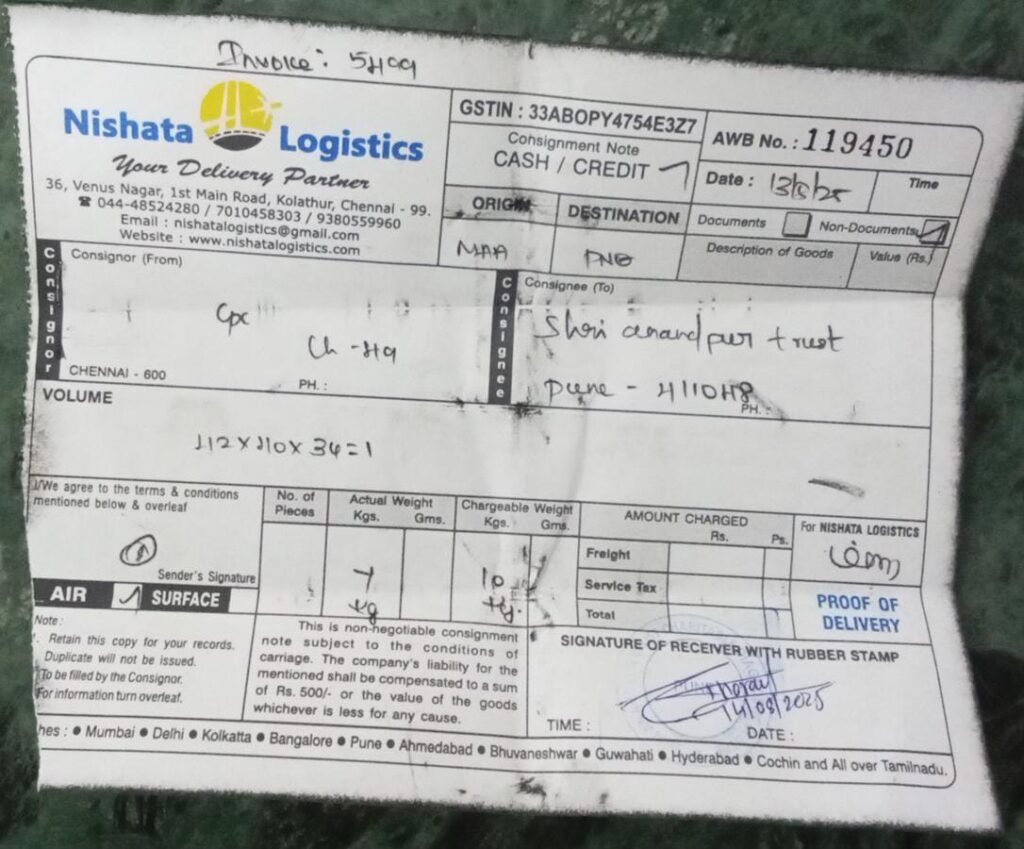 Invoice: 5409
Nishata Logistics
Your Delivery Partner
36, Venus Nagar, 1st Main Road, Kolathur, Chennai - 99.
☎ 044-48524280 / 7010458303 / 9380559960
Email : nishatalogistics@gmail.com
Website : www.nishatalogistics.com
GSTIN : 33ABOPY4754E3Z7
Consignment Note
CASH / CREDIT
AWB No. : 119450
Date : 13/8/25
Time
ORIGIN
DESTINATION
MAA
PNQ
Documents
Non-Documents
Description of Goods
Value (Rs.)
Consignor
Consignor (From)
Cpc
Ch - 49
CHENNAI - 600
PH. :
Consignee
Consignee (To)
Shri anandpur trust
Pune - 411048
PH. :
VOLUME
42 x 40 x 34 = 1
I/We agree to the terms & conditions
mentioned below & overleaf
Sender's Signature
AIR
SURFACE
No. of
Pieces
1
Actual Weight
Kgs. Gms.
7
kg
Chargeable Weight
Kgs. Gms.
10
kg.
AMOUNT CHARGED
Rs. Ps.
Freight
Service Tax
Total
For NISHATA LOGISTICS
PROOF OF
DELIVERY
Note:
1. Retain this copy for your records.
Duplicate will not be issued.
To be filled by the Consignor.
For information turn overleaf.
This is non-negotiable consignment
note subject to the conditions of
carriage. The company's liability for the
mentioned shall be compensated to a sum
of Rs. 500/- or the value of the goods
whichever is less for any cause.
SIGNATURE OF RECEIVER WITH RUBBER STAMP
14/08/2025
TIME :
DATE :
hes : ● Mumbai ● Delhi ● Kolkatta ● Bangalore ● Pune ● Ahmedabad ● Bhuvaneshwar ● Guwahati ● Hyderabad ● Cochin and All over Tamilnadu.